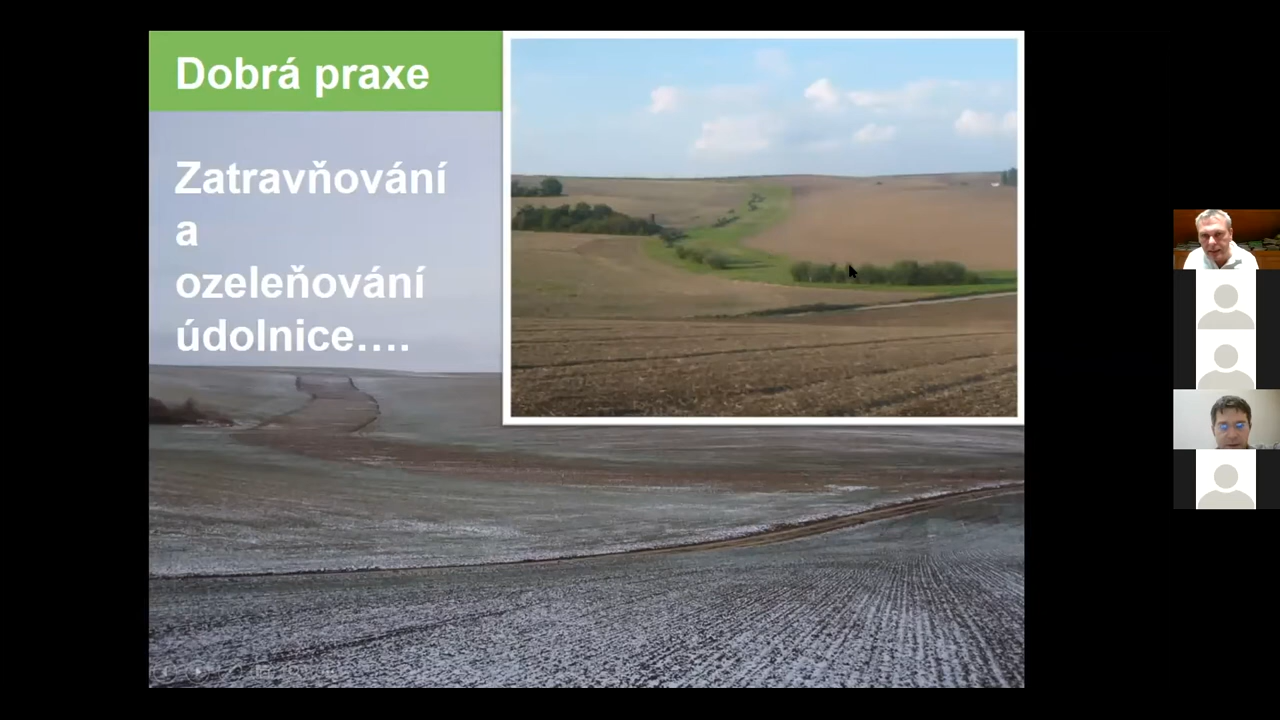 Dobrá praxe
Zatravňování
a
ozeleňování
údolnice….